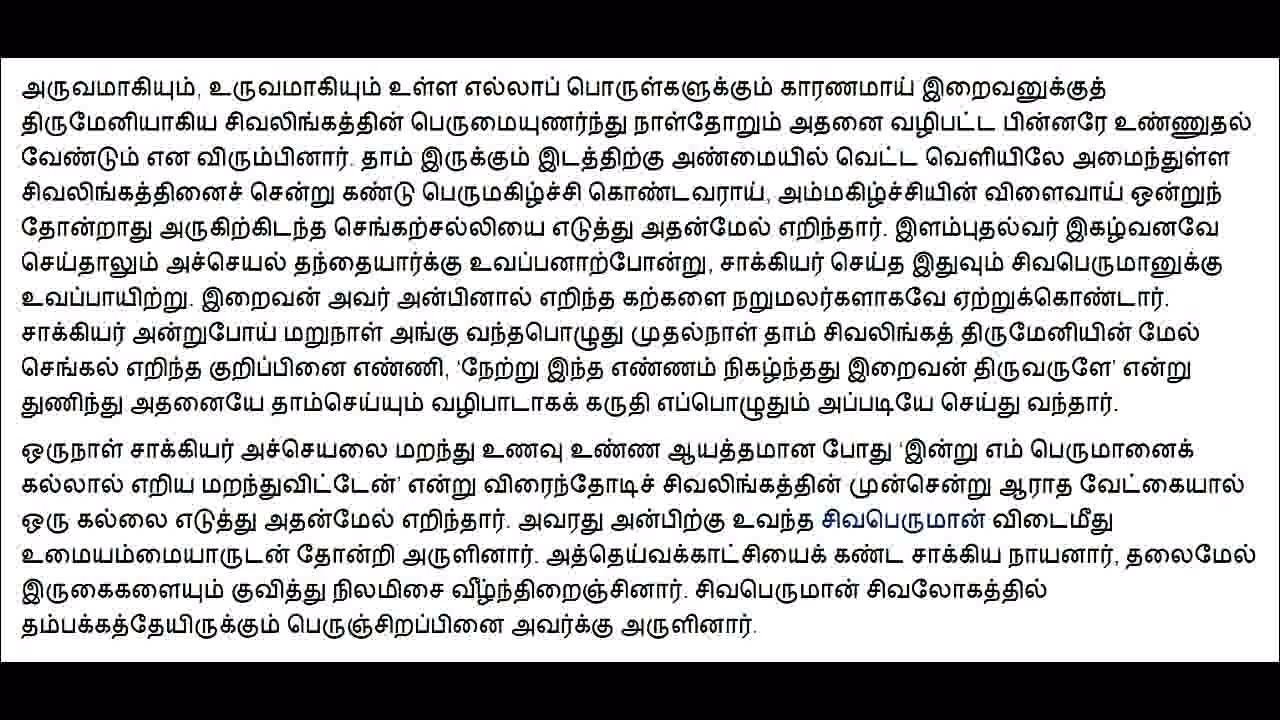 அருவமாகியும், உருவமாகியும் உள்ள எல்லாப் பொருள்களுக்கும் காரணமாய் இறைவனுக்குத்
திருமேனியாகிய சிவலிங்கத்தின் பெருமையுணர்ந்து நாள்தோறும் அதனை வழிபட்ட பின்னரே உண்ணுதல்
வேண்டும் என விரும்பினார். தாம் இருக்கும் இடத்திற்கு அண்மையில் வெட்ட வெளியிலே அமைந்துள்ள
சிவலிங்கத்தினைச் சென்று கண்டு பெருமகிழ்ச்சி கொண்டவராய், அம்மகிழ்ச்சியின் விளைவாய் ஒன்றுந்
தோன்றாது அருகிற்கிடந்த செங்கற்சல்லியை எடுத்து அதன்மேல் எறிந்தார். இளம்புதல்வர் இகழ்வனவே
செய்தாலும் அச்செயல் தந்தையார்க்கு உவப்பனாற்போன்று, சாக்கியர் செய்த இதுவும் சிவபெருமானுக்கு
உவப்பாயிற்று. இறைவன் அவர் அன்பினால் எறிந்த கற்களை நறுமலர்களாகவே ஏற்றுக்கொண்டார்.
சாக்கியர் அன்றுபோய் மறுநாள் அங்கு வந்தபொழுது முதல்நாள் தாம் சிவலிங்கத் திருமேனியின் மேல்
செங்கல் எறிந்த குறிப்பினை எண்ணி, ‘நேற்று இந்த எண்ணம் நிகழ்ந்தது இறைவன் திருவருளே’ என்று
துணிந்து அதனையே தாம்செய்யும் வழிபாடாகக் கருதி எப்பொழுதும் அப்படியே செய்து வந்தார்.
ஒருநாள் சாக்கியர் அச்செயலை மறந்து உணவு உண்ண ஆயத்தமான போது ‘இன்று எம் பெருமானைக்
கல்லால் எறிய மறந்துவிட்டேன்’ என்று விரைந்தோடிச் சிவலிங்கத்தின் முன்சென்று ஆராத வேட்கையால்
ஒரு கல்லை எடுத்து அதன்மேல் எறிந்தார். அவரது அன்பிற்கு உவந்த சிவபெருமான் விடைமீது
உமையம்மையாருடன் தோன்றி அருளினார். அத்தெய்வக்காட்சியைக் கண்ட சாக்கிய நாயனார், தலைமேல்
இருகைகளையும் குவித்து நிலமிசை வீழ்ந்திறைஞ்சினார். சிவபெருமான் சிவலோகத்தில்
தம்பக்கத்தேயிருக்கும் பெருஞ்சிறப்பினை அவர்க்கு அருளினார்.